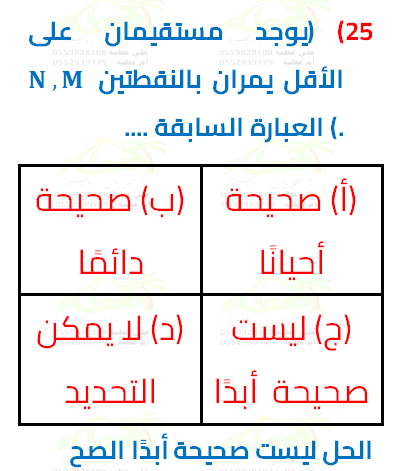 25) (يوجد مستقيمان على
الأقل يمران بالنقطتين N , M
.) العبارة السابقة ....
(أ) صحيحة أحيانًا
(ب) صحيحة دائمًا
(ج) ليست صحيحة أبدًا
(د) لا يمكن التحديد
الحل ليست صحيحة أبدًا الصح